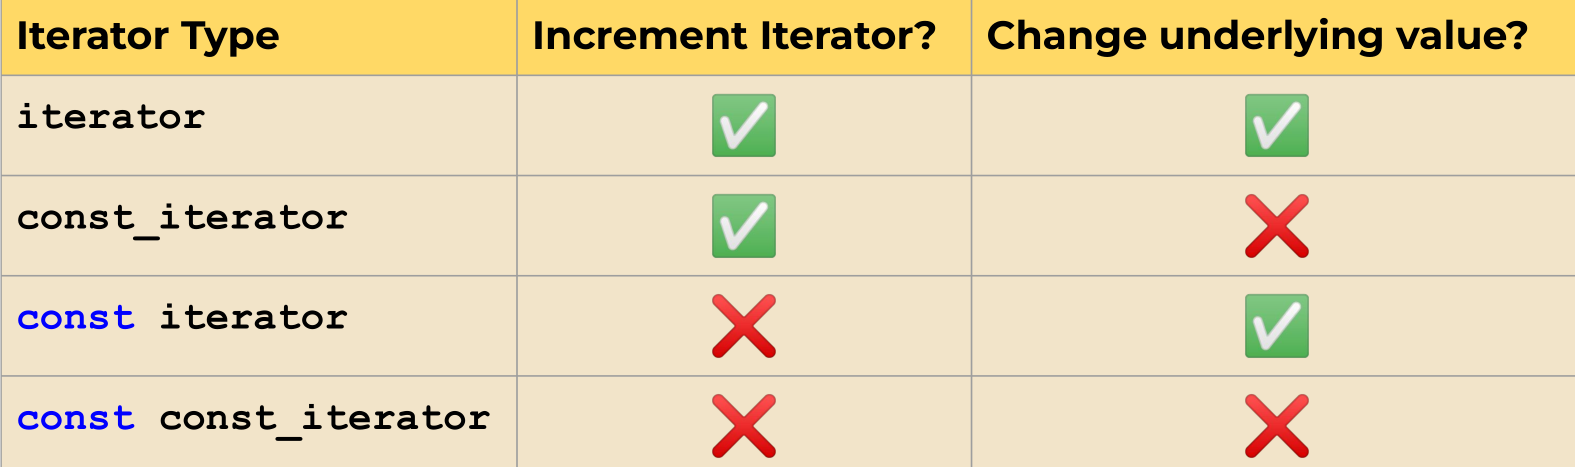 Iterator Type Increment Iterator? Change underlying value?
iterator ✅ ✅
const_iterator ✅ ❌
const iterator ❌ ✅
const const_iterator ❌ ❌